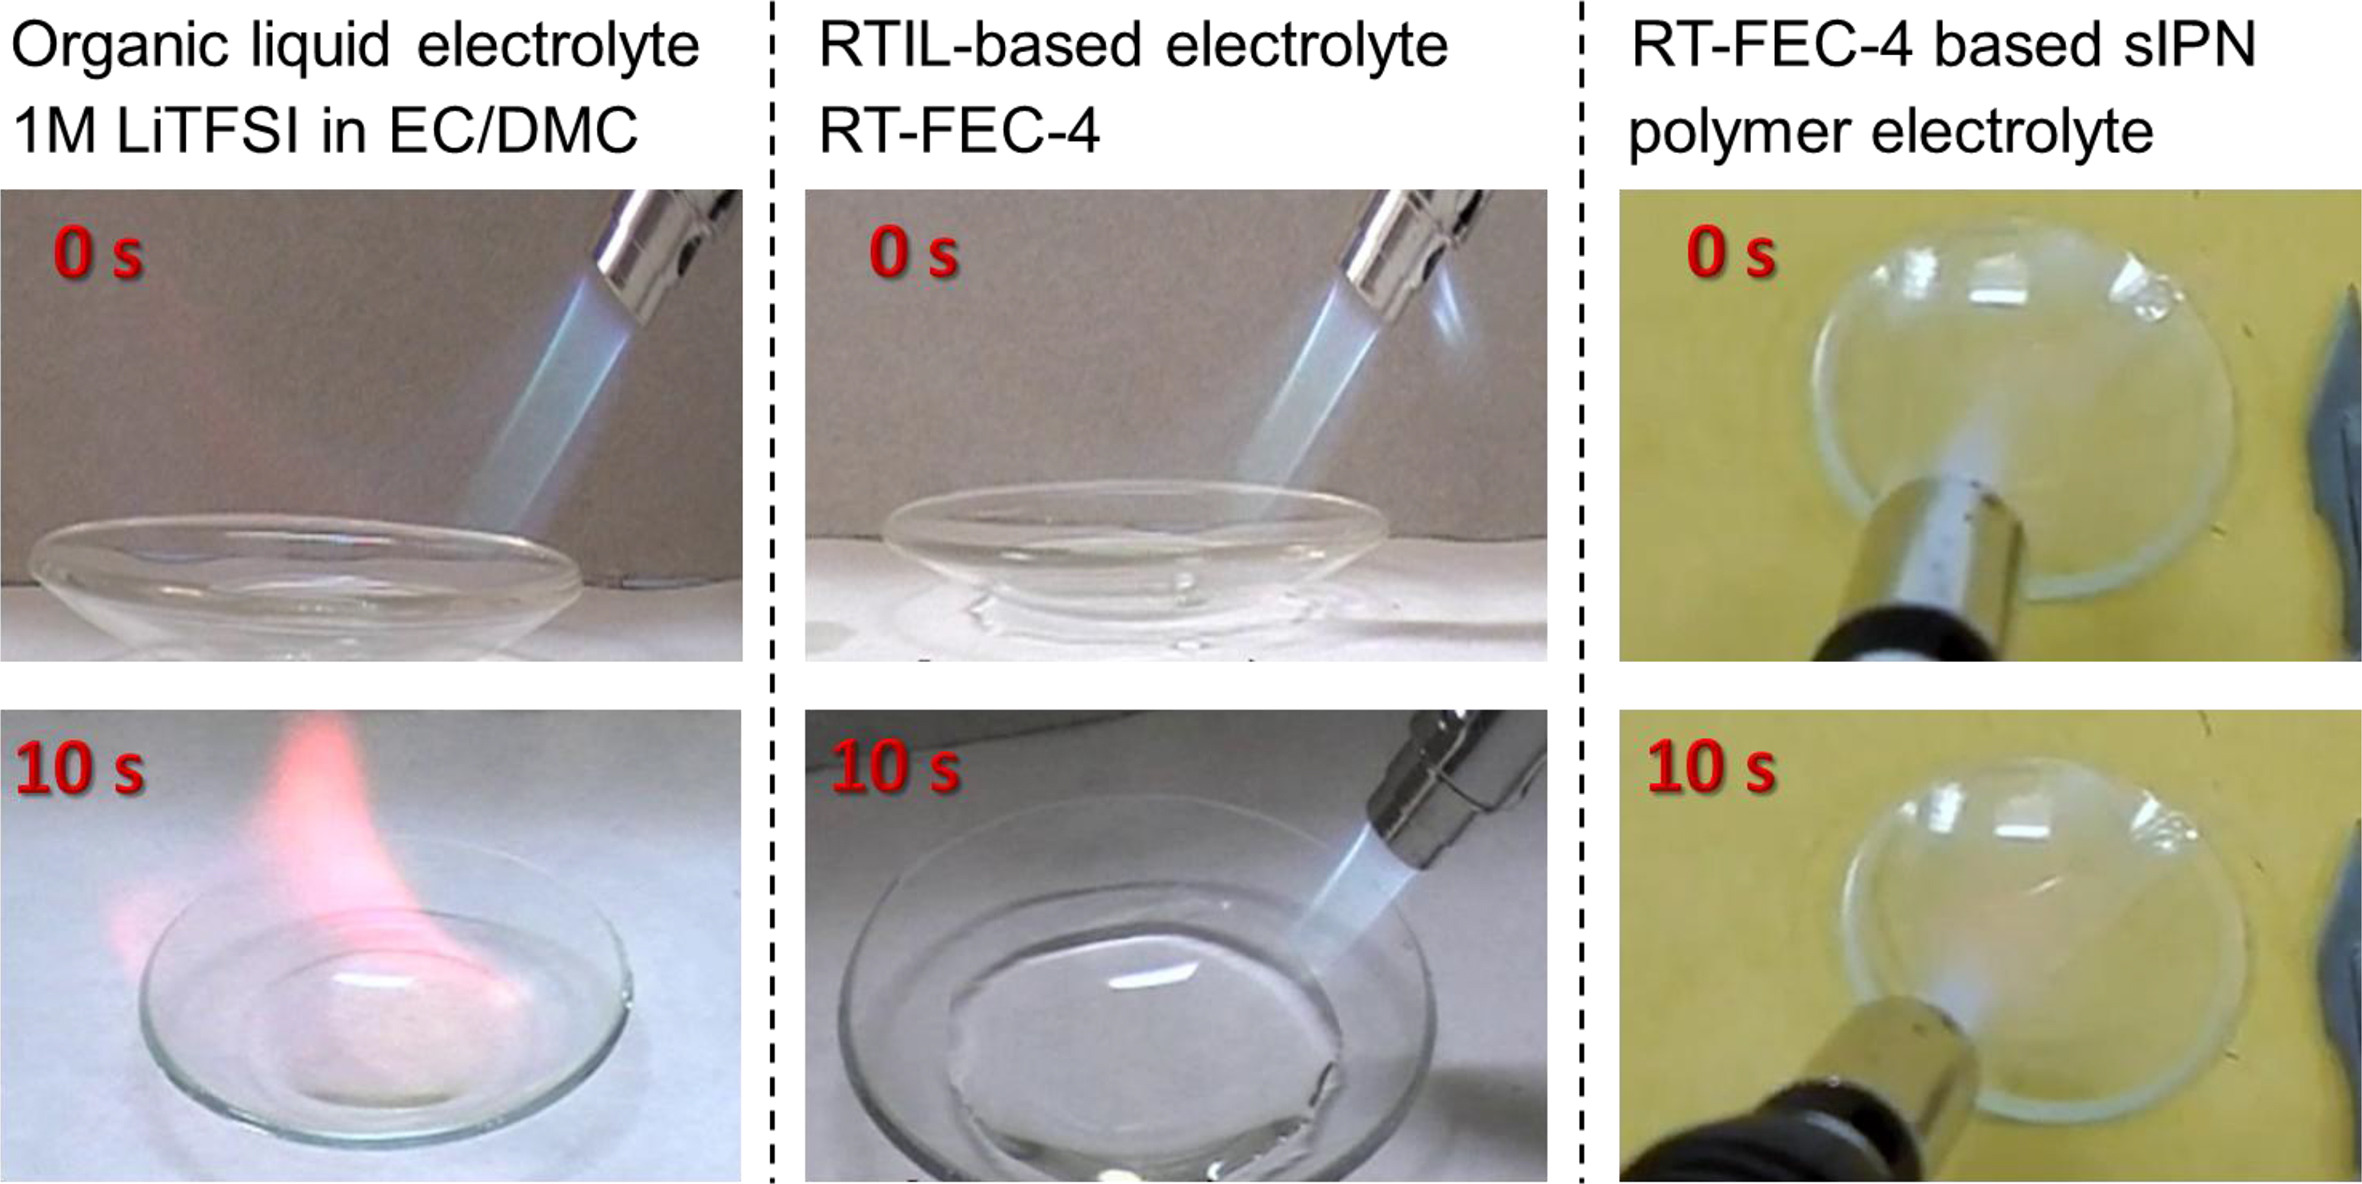 Organic liquid electrolyte
1M LiTFSI in EC/DMC
RTIL-based electrolyte
RT-FEC-4
RT-FEC-4 based sIPN
polymer electrolyte
0 s
0 s
0 s
10 s
10 s
10 s